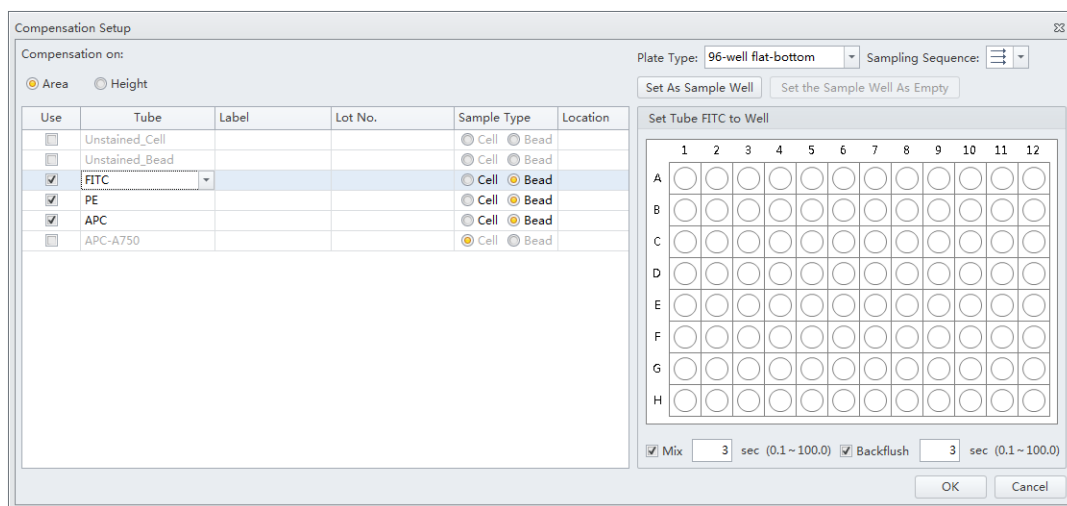 Compensation Setup
Compensation on:
Area Height
Use Tube Label Lot No. Sample Type Location
Unstained_Cell Cell Bead
Unstained_Bead Cell Bead
FITC Cell Bead
PE Cell Bead
APC Cell Bead
APC-A750 Cell Bead
Plate Type: 96-well flat-bottom Sampling Sequence:
Set As Sample Well Set the Sample Well As Empty
Set Tube FITC to Well
1 2 3 4 5 6 7 8 9 10 11 12
A
B
C
D
E
F
G
H
Mix 3 sec (0.1~100.0) Backflush 3 sec (0.1~100.0)
OK Cancel